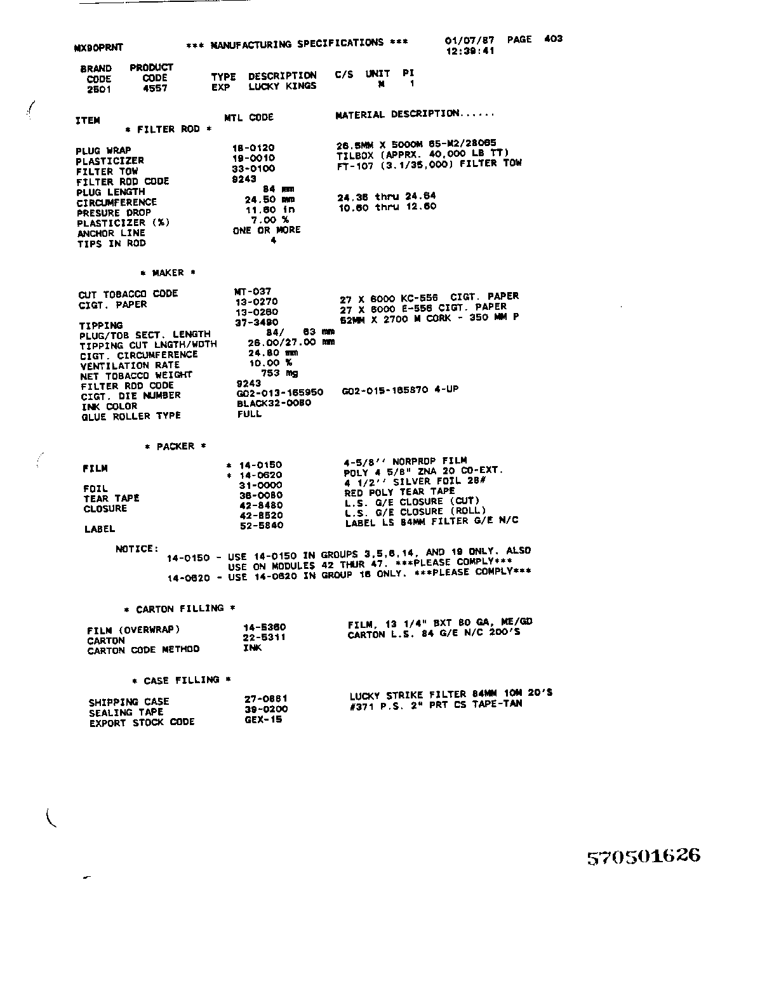 MX90PRNT *** MANUFACTURING SPECIFICATIONS *** 01/07/87 PAGE 403
12:39:41
BRAND PRODUCT
CODE CODE TYPE DESCRIPTION C/S UNIT PI
2501 4557 EXP LUCKY KINGS M 1
ITEM MTL CODE MATERIAL DESCRIPTION......
* FILTER ROD *
PLUG WRAP 18-0120 26.5MM X 5000M 65-M2/28065
PLASTICIZER 19-0010 TILBOX (APPRX. 40,000 LB TT)
FILTER TOW 33-0100 FT-107 (3.1/35,000) FILTER TOW
FILTER ROD CODE 9243
PLUG LENGTH 84 mm
CIRCUMFERENCE 24.50 mm 24.36 thru 24.64
PRESURE DROP 11.60 in 10.60 thru 12.60
PLASTICIZER (%) 7.00 %
ANCHOR LINE ONE OR MORE
TIPS IN ROD 4
* MAKER *
CUT TOBACCO CODE MT-037
CIGT. PAPER 13-0270 27 X 6000 KC-556 CIGT. PAPER
13-0260 27 X 6000 E-556 CIGT. PAPER
TIPPING 37-3490 52MM X 2700 M CORK - 350 MM P
PLUG/TOB SECT. LENGTH 84/ 63 mm
TIPPING CUT LNGTH/WDTH 26.00/27.00 mm
CIGT. CIRCUMFERENCE 24.80 mm
VENTILATION RATE 10.00 %
NET TOBACCO WEIGHT 753 mg
FILTER ROD CODE 9243
CIGT. DIE NUMBER G02-013-165950 G02-015-165870 4-UP
INK COLOR BLACK32-0080
GLUE ROLLER TYPE FULL
* PACKER *
FILM * 14-0150 4-5/8'' NORPROP FILM
* 14-0620 POLY 4 5/8" ZNA 20 CO-EXT.
FOIL 31-0000 4 1/2'' SILVER FOIL 28#
TEAR TAPE 36-0080 RED POLY TEAR TAPE
CLOSURE 42-8480 L.S. G/E CLOSURE (CUT)
42-8520 L.S. G/E CLOSURE (ROLL)
LABEL 52-5840 LABEL LS 84MM FILTER G/E N/C
NOTICE:
14-0150 - USE 14-0150 IN GROUPS 3,5,6,14, AND 19 ONLY. ALSO
USE ON MODULES 42 THUR 47. ***PLEASE COMPLY***
14-0620 - USE 14-0620 IN GROUP 16 ONLY. ***PLEASE COMPLY***
* CARTON FILLING *
FILM (OVERWRAP) 14-5360 FILM, 13 1/4" BXT 80 GA, ME/GD
CARTON 22-5311 CARTON L.S. 84 G/E N/C 200'S
CARTON CODE METHOD INK
* CASE FILLING *
SHIPPING CASE 27-0661 LUCKY STRIKE FILTER 84MM 10M 20'S
SEALING TAPE 39-0200 #371 P.S. 2" PRT CS TAPE-TAN
EXPORT STOCK CODE GEX-15
570501626